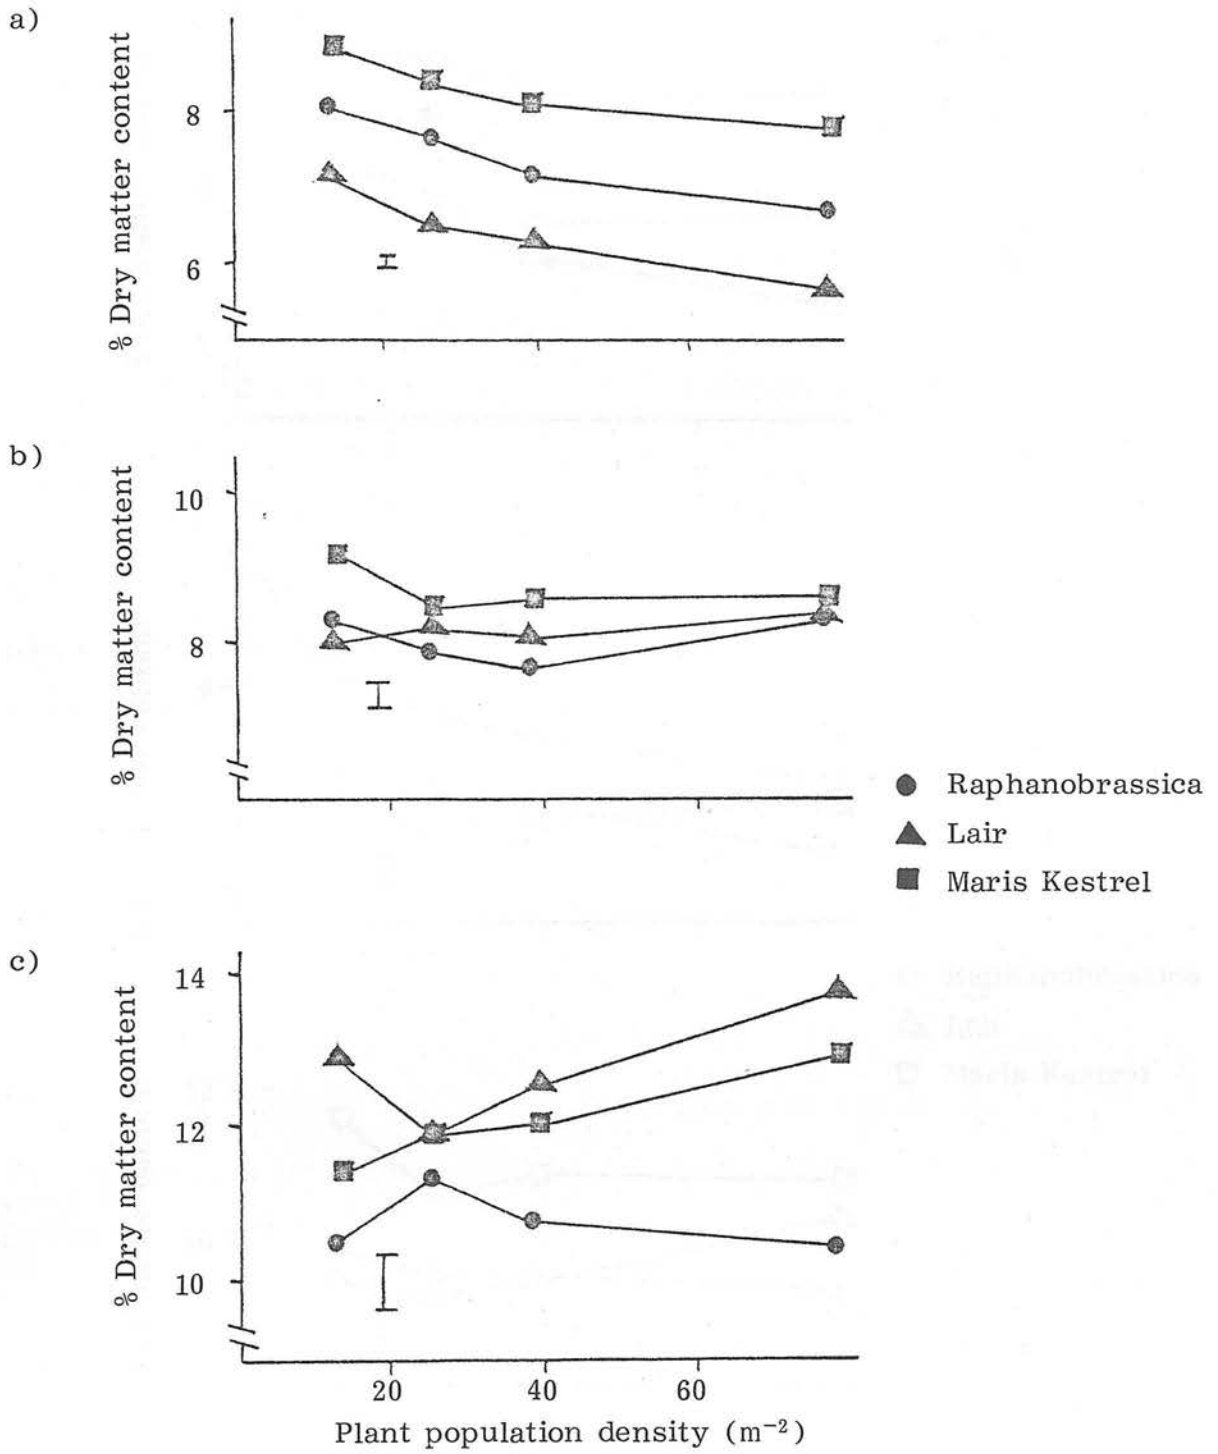 a)
% Dry matter content
8
6
b)
% Dry matter content
10
8
Raphanobrassica
Lair
Maris Kestrel
c)
% Dry matter content
14
12
10
20 40 60
Plant population density (m⁻²)